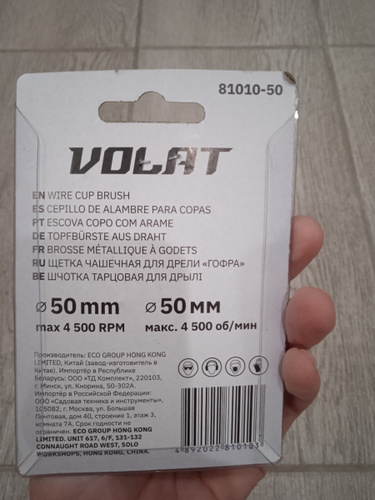 81010-50
VOLAT
EN WIRE CUP BRUSH
ES CEPILLO DE ALAMBRE PARA COPAS
PT ESCOVA COPO COM ARAME
DE TOPFBÜRSTE AUS DRAHT
FR BROSSE MÉTALLIQUE À GODETS
RU ЩЕТКА ЧАШЕЧНАЯ ДЛЯ ДРЕЛИ «ГОФРА»
BE ШЧОТКА ТАРЦОВАЯ ДЛЯ ДРЫЛІ
⌀ 50 mm ⌀ 50 мм
max 4 500 RPM макс. 4 500 об/мин
Производитель: ECO GROUP HONG KONG
LIMITED, Китай (завод-изготовитель в
Китае). Импортёр в Республике
Беларусь: ООО «ТД Комплект», 220103,
г. Минск, ул. Кнорина, 50-302А.
Импортёр в Российской Федерации:
ООО «Садовая техника и инструменты»,
105082, г. Москва, ул. Большая
Почтовая, дом 40, строение 1, этаж 3,
комната 7А. Срок годности не
ограничен. ECO GROUP HONG KONG
LIMITED. UNIT 617, 6/F, 131-132
CONNAUGHT ROAD WEST, SOLO
WORKSHOPS, HONG KONG, CHINA.
4 892022 810103